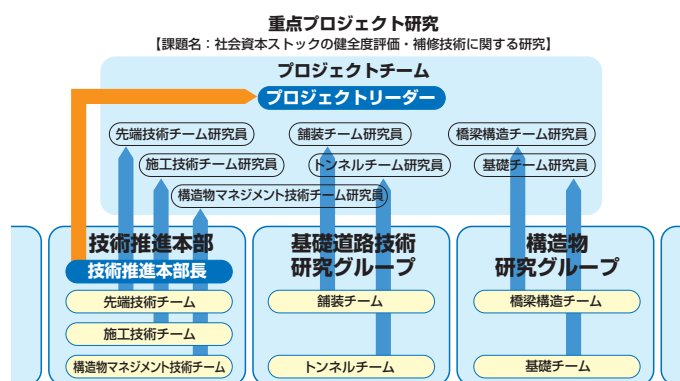 重点プロジェクト研究
【課題名：社会資本ストックの健全度評価・補修技術に関する研究】
プロジェクトチーム
プロジェクトリーダー
先端技術チーム研究員
舗装チーム研究員
橋梁構造チーム研究員
施工技術チーム研究員
トンネルチーム研究員
基礎チーム研究員
構造物マネジメント技術チーム研究員
技術推進本部
技術推進本部長
先端技術チーム
施工技術チーム
構造物マネジメント技術チーム
基礎道路技術
研究グループ
舗装チーム
トンネルチーム
構造物
研究グループ
橋梁構造チーム
基礎チーム